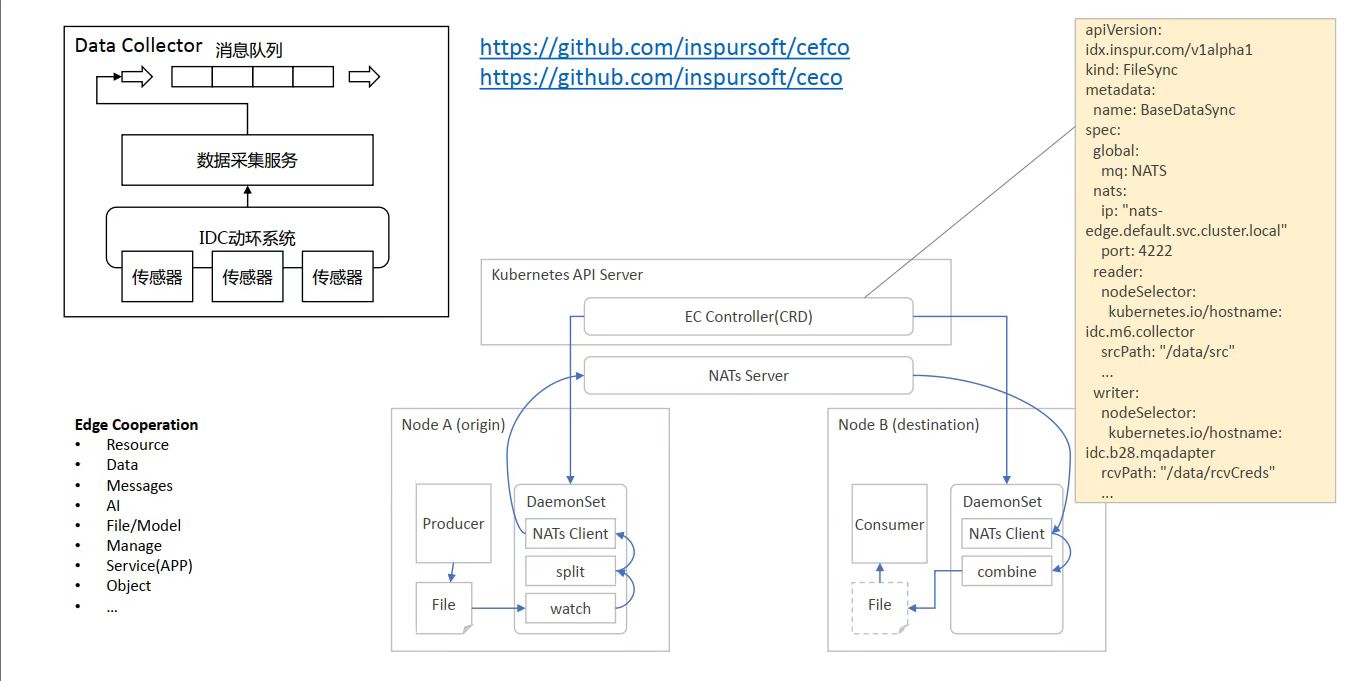 Data Collector
消息队列
数据采集服务
IDC动环系统
传感器
传感器
传感器
https://github.com/inspursoft/cefco
https://github.com/inspursoft/ceco
apiVersion:
idx.inspur.com/v1alpha1
kind: FileSync
metadata:
name: BaseDataSync
spec:
global:
mq: NATS
nats:
ip: "nats-
edge.default.svc.cluster.local"
port: 4222
reader:
nodeSelector:
kubernetes.io/hostname:
idc.m6.collector
srcPath: "/data/src"
...
writer:
nodeSelector:
kubernetes.io/hostname:
idc.b28.mqadapter
rcvPath: "/data/rcvCreds"
...
Kubernetes API Server
EC Controller(CRD)
NATs Server
Edge Cooperation
• Resource
• Data
• Messages
• AI
• File/Model
• Manage
• Service(APP)
• Object
• ...
Node A (origin)
Producer
File
DaemonSet
NATs Client
split
watch
Node B (destination)
Consumer
File
DaemonSet
NATs Client
combine